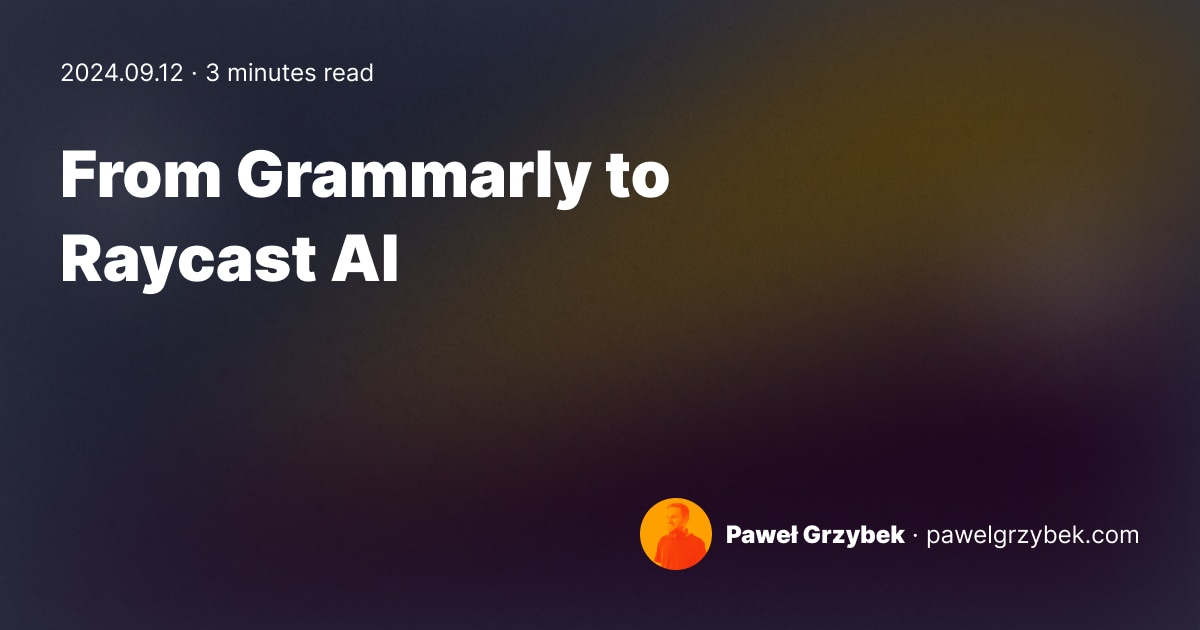 2024.09.12 · 3 minutes read
From Grammarly to
Raycast AI
Paweł Grzybek · pawelgrzybek.com